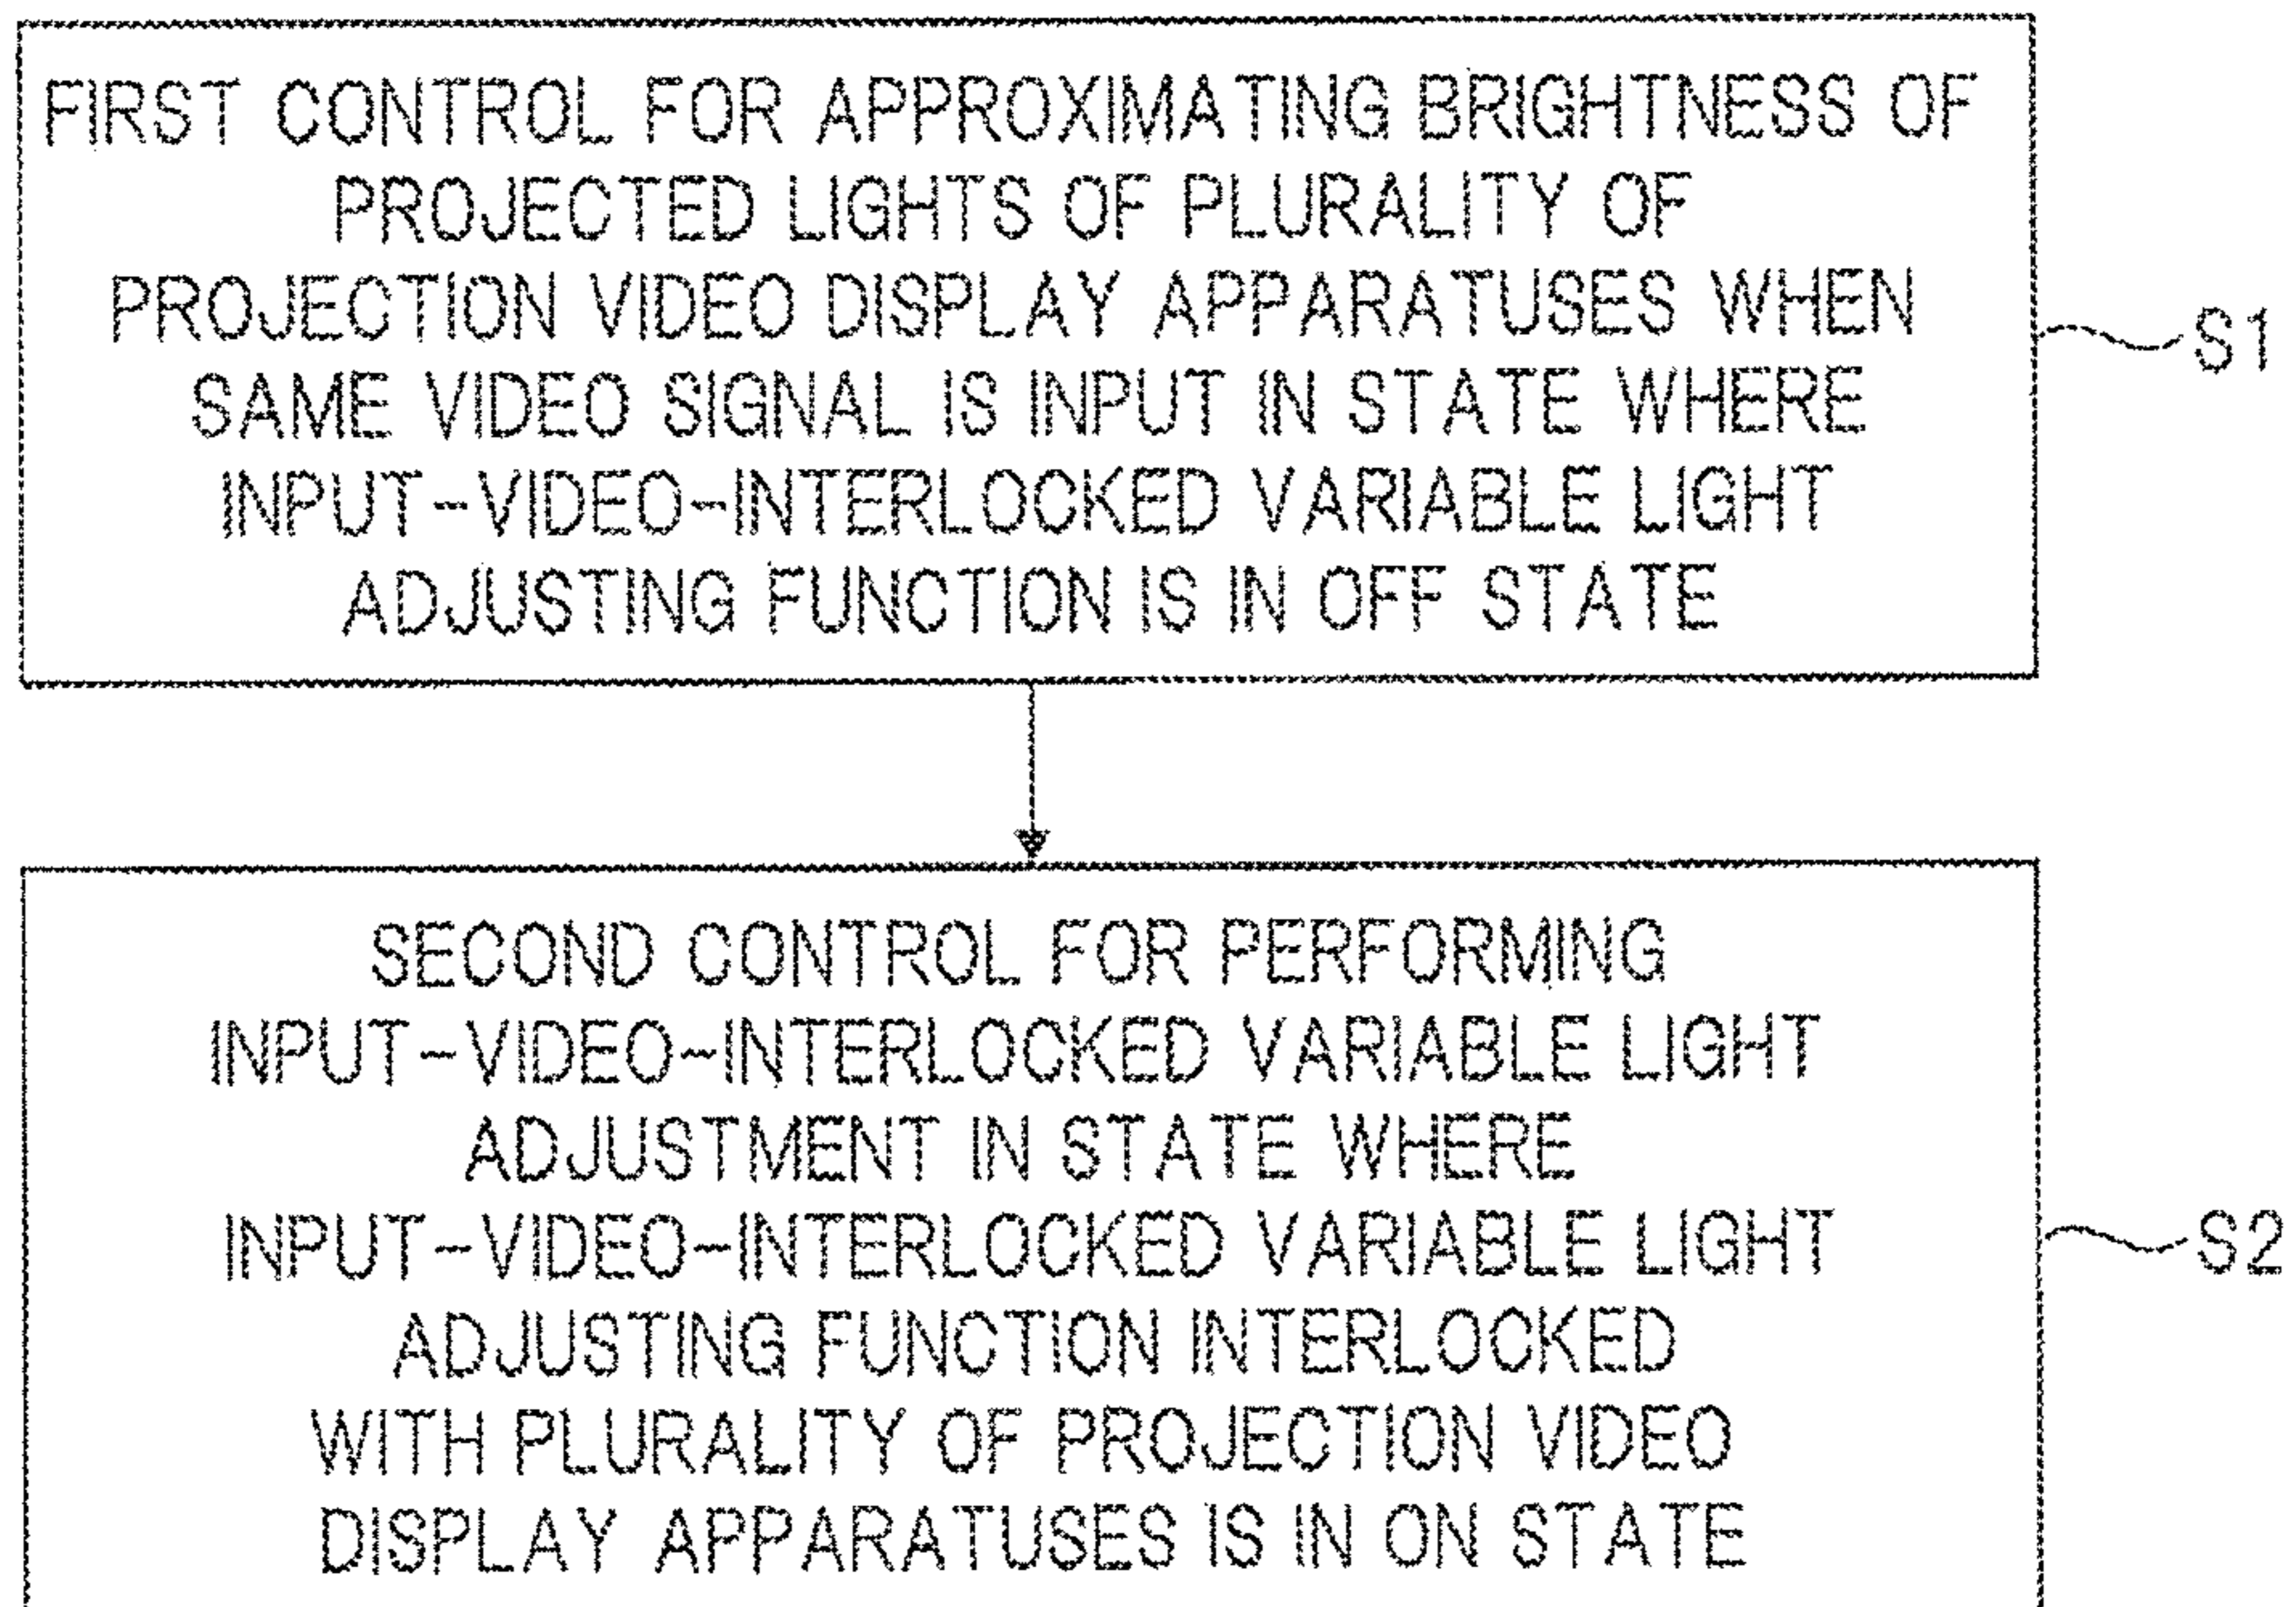 FIRST CONTROL FOR APPROXIMATING BRIGHTNESS OF
PROJECTED LIGHTS OF PLURALITY OF
PROJECTION VIDEO DISPLAY APPARATUSES WHEN
SAME VIDEO SIGNAL IS INPUT IN STATE WHERE
INPUT-VIDEO-INTERLOCKED VARIABLE LIGHT
ADJUSTING FUNCTION IS IN OFF STATE
S1
SECOND CONTROL FOR PERFORMING
INPUT-VIDEO-INTERLOCKED VARIABLE LIGHT
ADJUSTMENT IN STATE WHERE
INPUT-VIDEO-INTERLOCKED VARIABLE LIGHT
ADJUSTING FUNCTION INTERLOCKED
WITH PLURALITY OF PROJECTION VIDEO
DISPLAY APPARATUSES IS IN ON STATE
S2